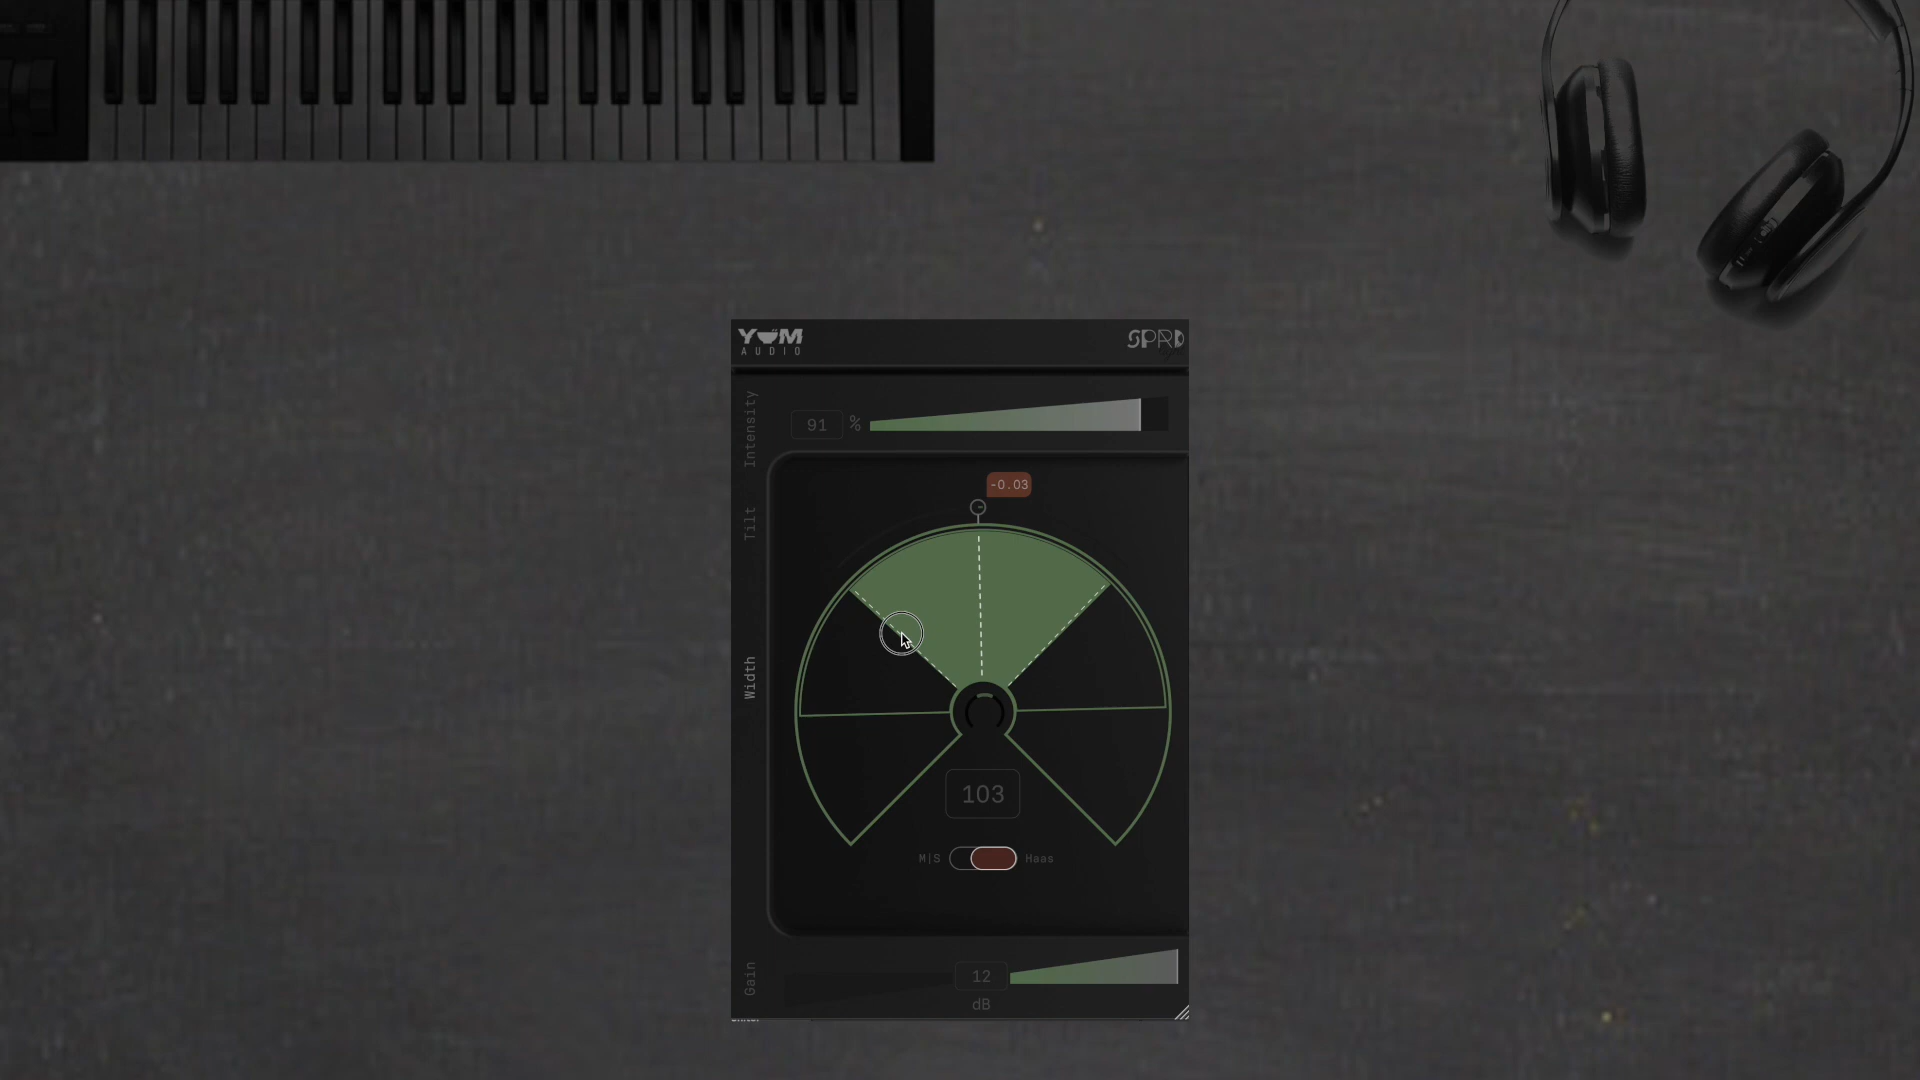 YUM
AUDIO
SPRD
Intensity
91 %
-0.03
Tilt
Width
103
M|S
Haas
Gain
12
dB